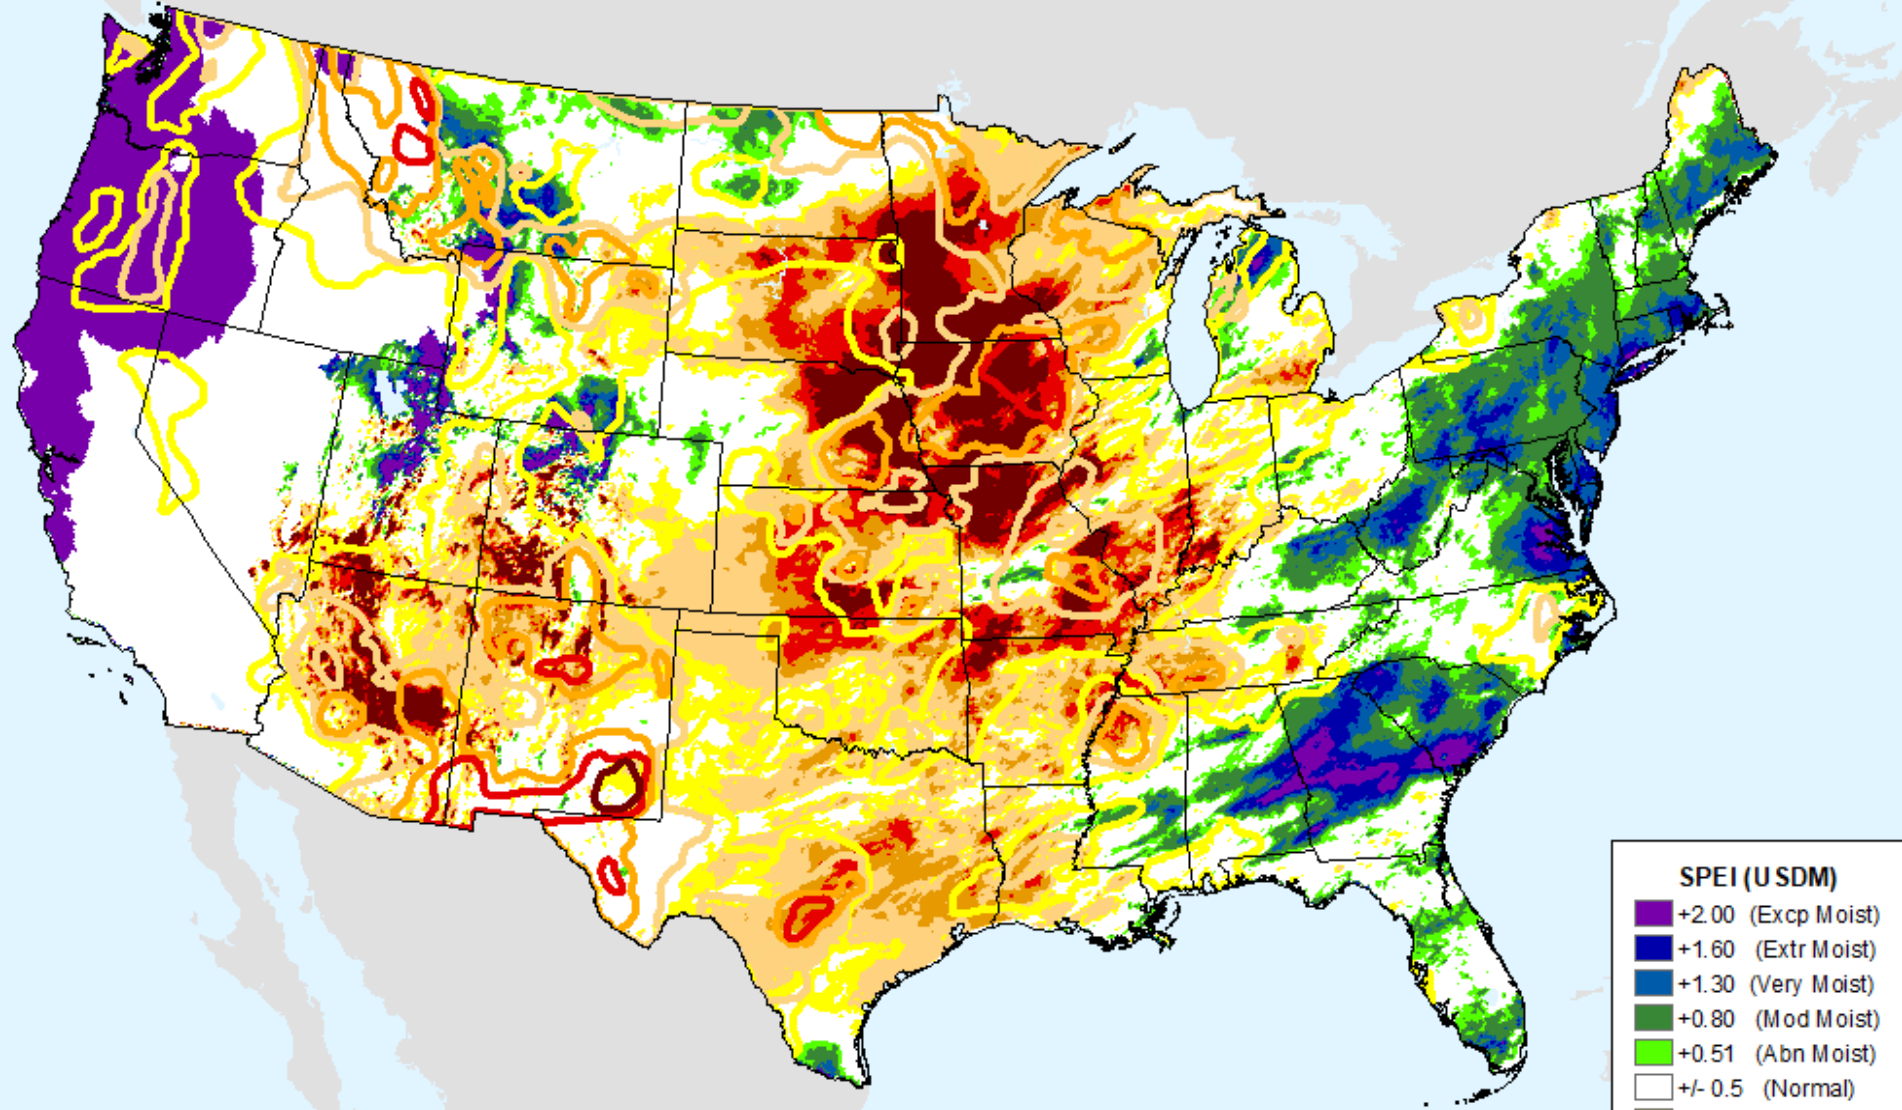 SPEI (USDM)
+2.00 (Excp Moist)
+1.60 (Extr Moist)
+1.30 (Very Moist)
+0.80 (Mod Moist)
+0.51 (Abn Moist)
+/- 0.5 (Normal)